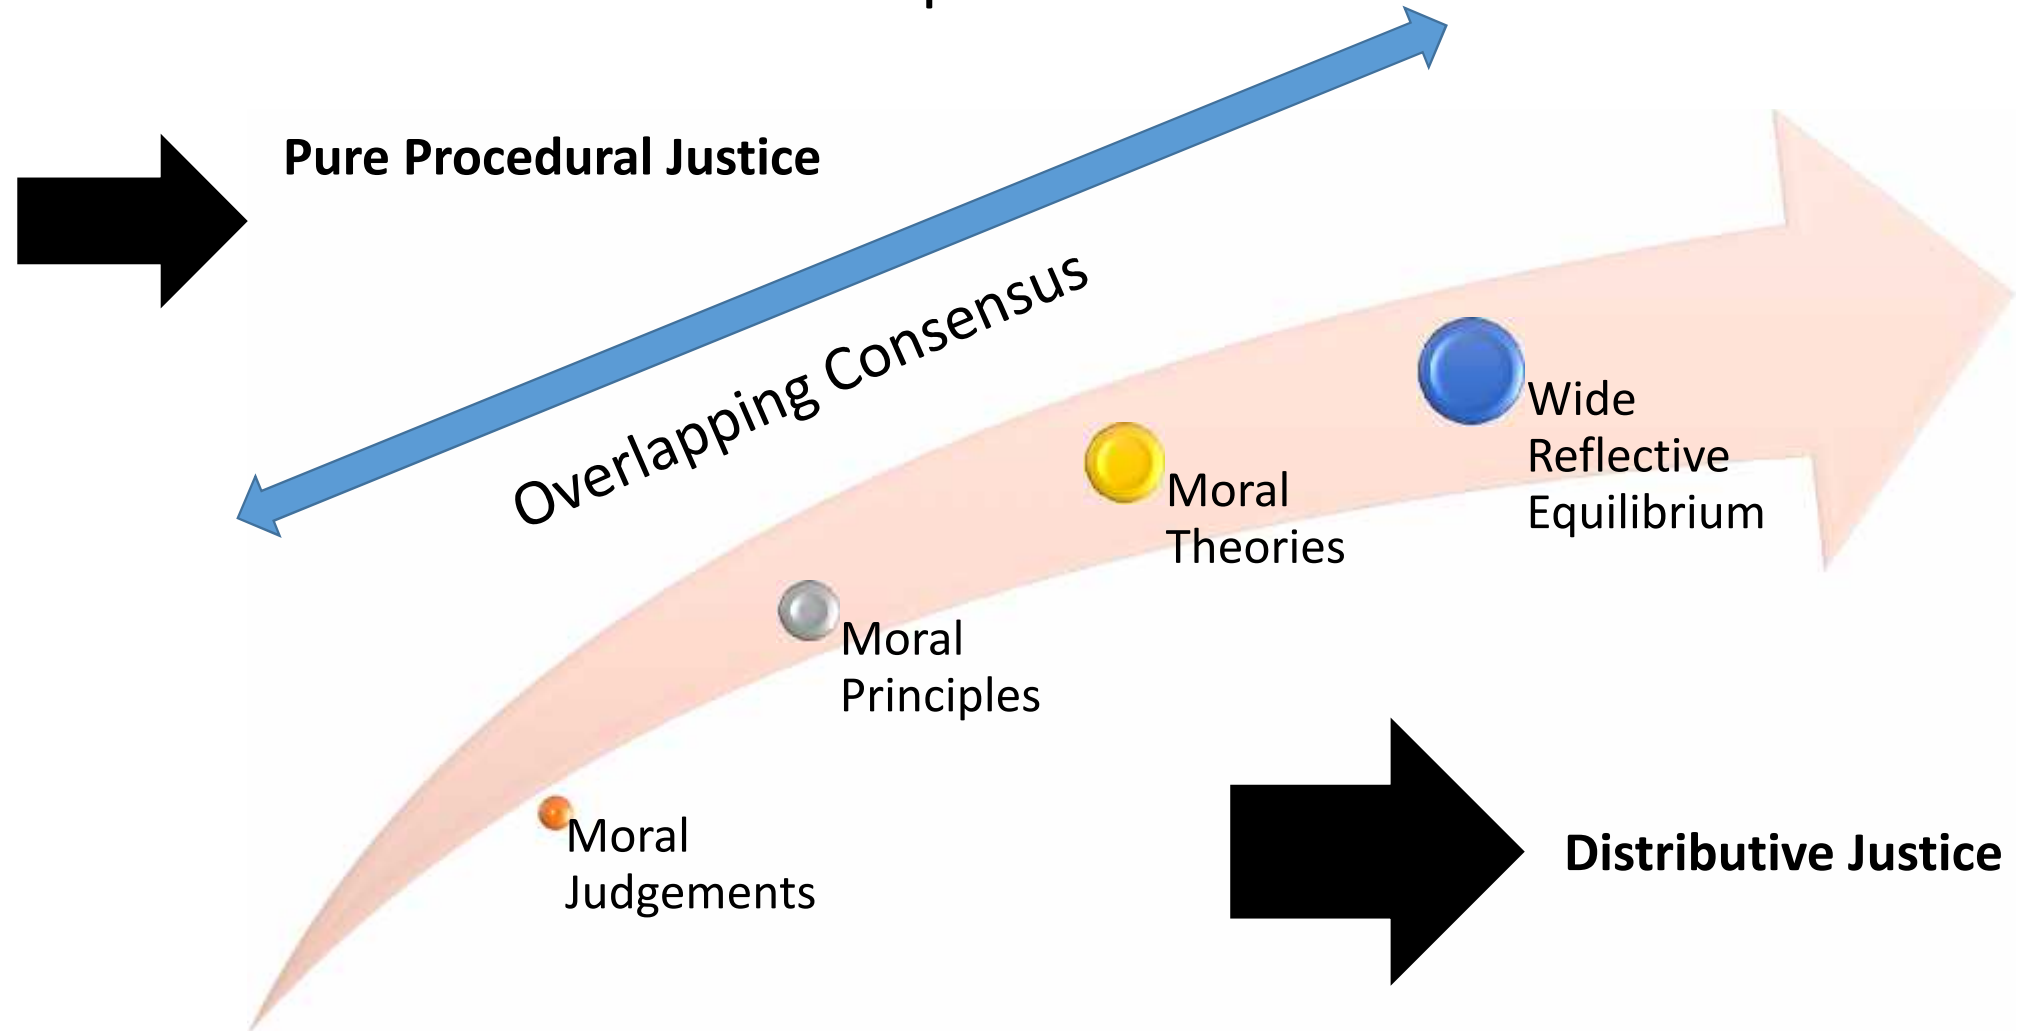 Pure Procedural Justice
Overlapping Consensus
Wide
Reflective
Equilibrium
Moral
Theories
Moral
Principles
Moral
Judgements
Distributive Justice